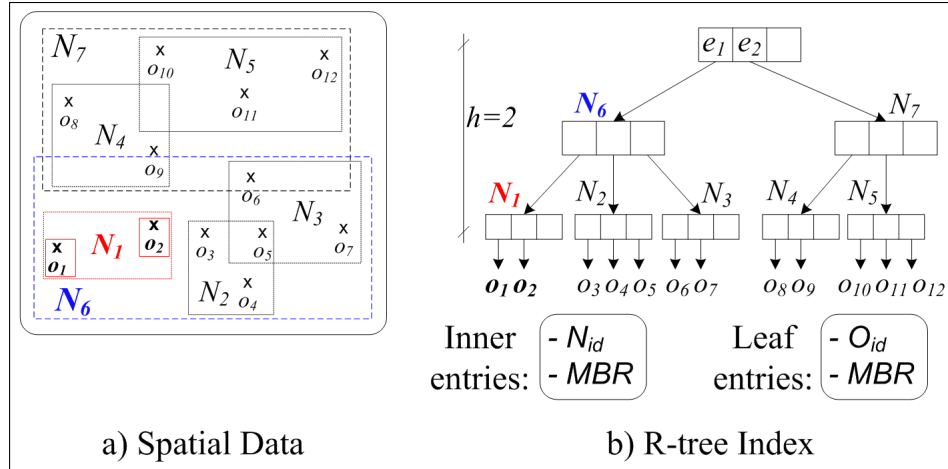 N7
x
o10
N5
x
o12
x
o11
x
o8
N4
x
o9
x
o6
N3
x
o7
x
o1
N1
x
o2
x
o3
x
o5
N2
x
o4
N6
a) Spatial Data
h=2
e1 e2
N6 N7
N1 N2 N3 N4 N5
o1 o2 o3 o4 o5 o6 o7 o8 o9 o10 o11 o12
Inner entries:
- Nid
- MBR
Leaf entries:
- Oid
- MBR
b) R-tree Index